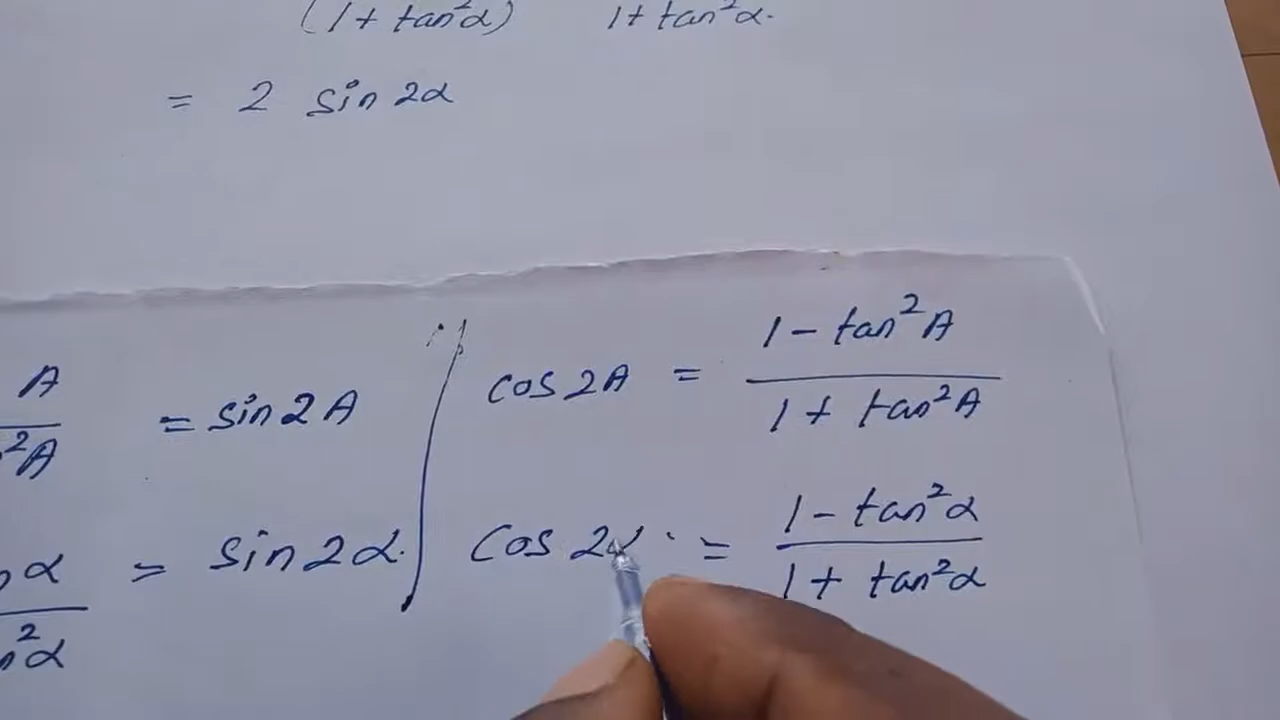 (1 + tan²α) 1 + tan²α.
= 2 sin 2α
A
²A
= sin 2A
α
²α
= sin 2α.
cos 2A = 1 - tan²A
1 + tan²A
cos 2α = 1 - tan²α
1 + tan²α